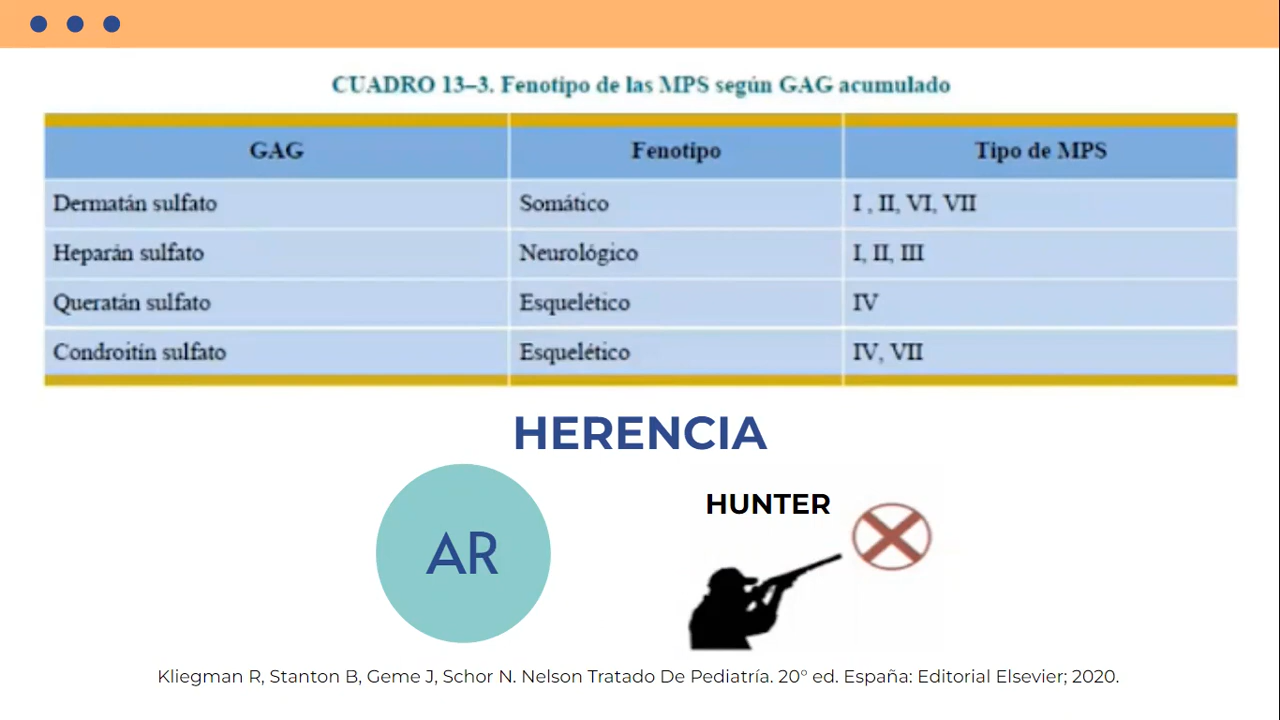 CUADRO 13–3. Fenotipo de las MPS según GAG acumulado
GAG Fenotipo Tipo de MPS
Dermatán sulfato Somático I , II, VI, VII
Heparán sulfato Neurológico I, II, III
Queratán sulfato Esquelético IV
Condroitín sulfato Esquelético IV, VII
HERENCIA
HUNTER
AR
Kliegman R, Stanton B, Geme J, Schor N. Nelson Tratado De Pediatría. 20° ed. España: Editorial Elsevier; 2020.